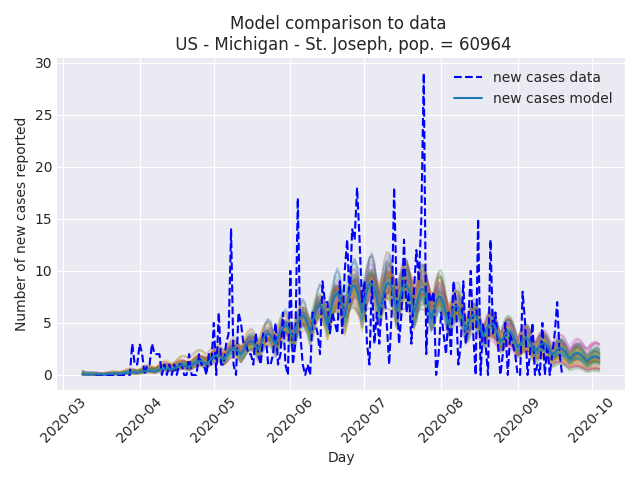 Model comparison to data
US - Michigan - St. Joseph, pop. = 60964
new cases data
new cases model
Number of new cases reported
30
25
20
15
10
5
0
2020-03
2020-04
2020-05
2020-06
2020-07
2020-08
2020-09
2020-10
Day